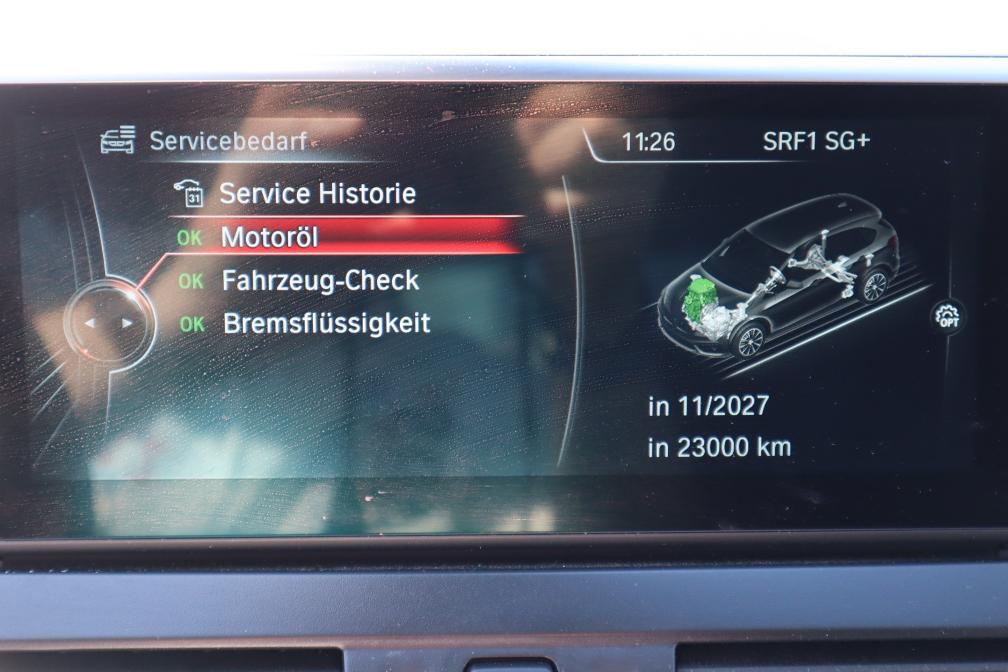 Servicebedarf
11:26
SRF1 SG+
31
Service Historie
OK Motoröl
OK Fahrzeug-Check
OK Bremsflüssigkeit
OPT
in 11/2027
in 23000 km